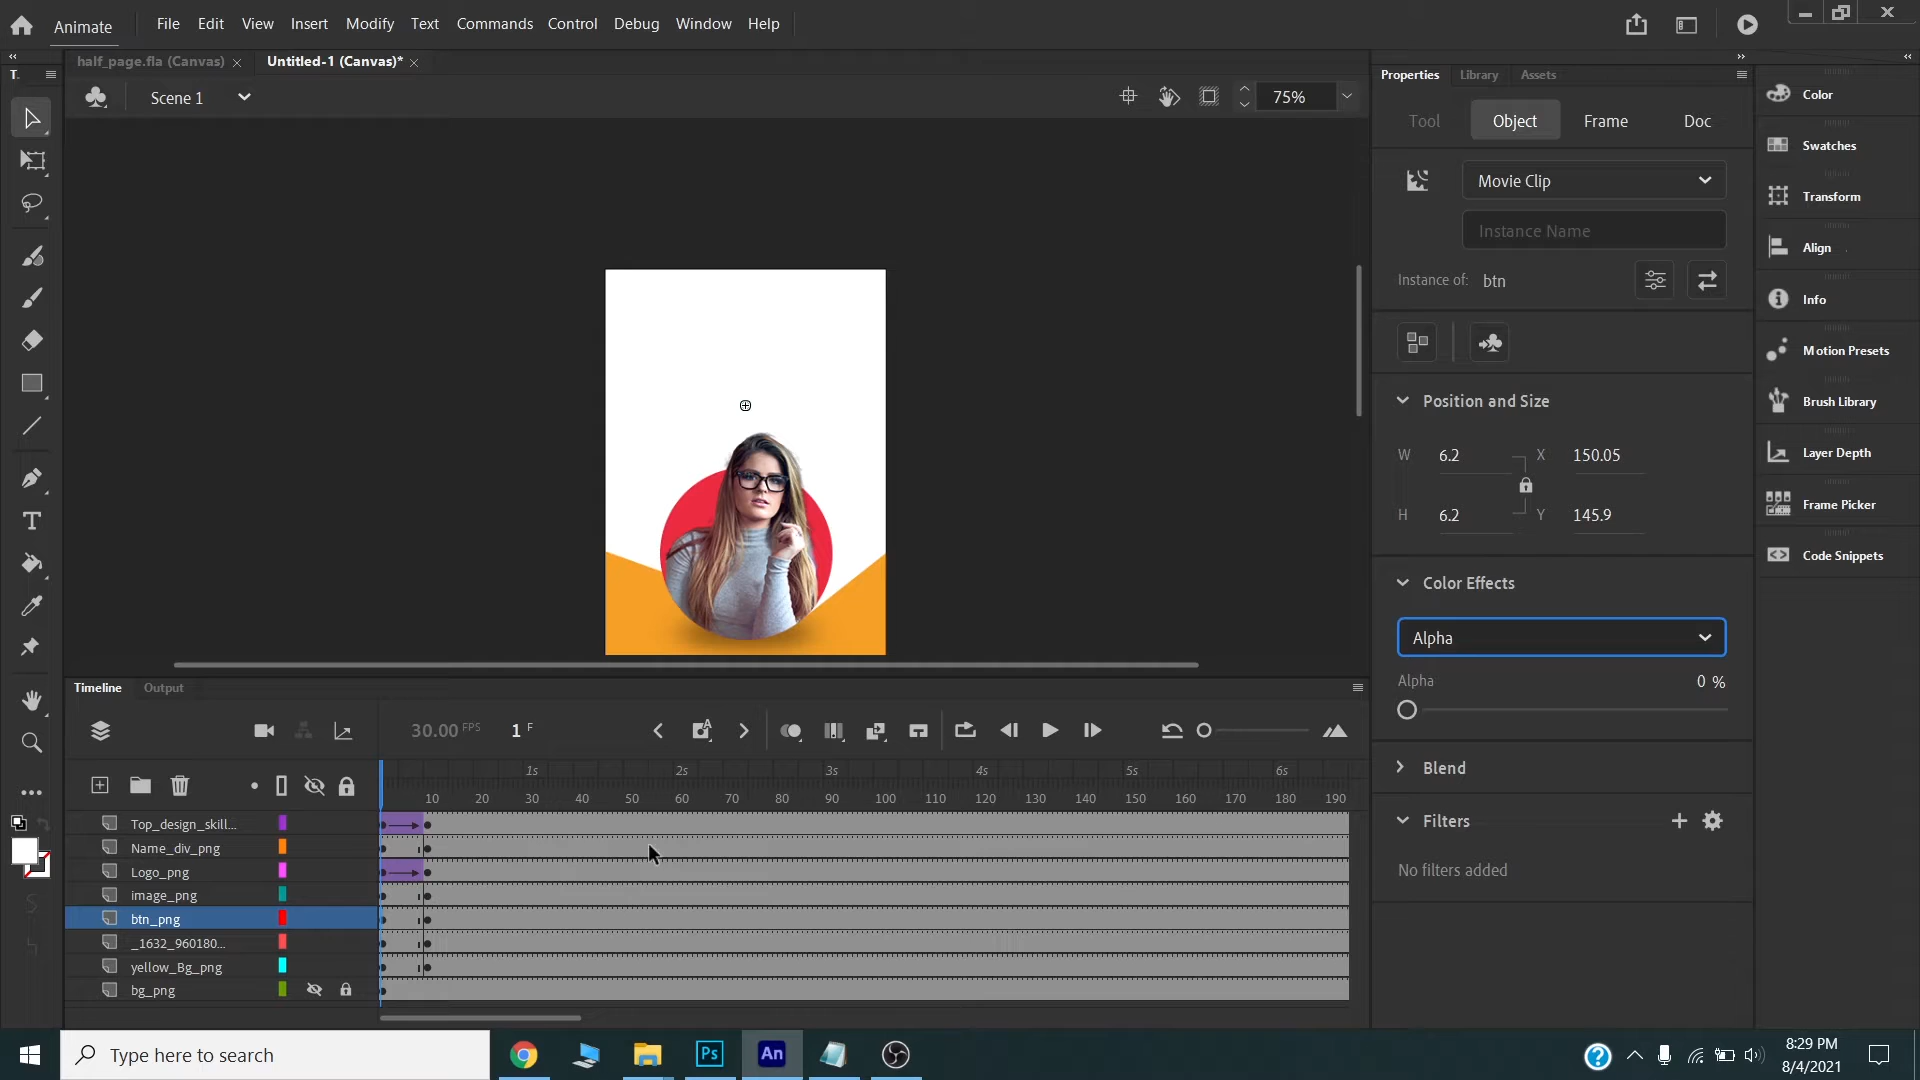 Animate
File Edit View Insert Modify Text Commands Control Debug Window Help
half_page.fla (Canvas)
Untitled-1 (Canvas)*
T.
Scene 1
75%
Properties
Library
Assets
Tool
Object
Frame
Doc
Movie Clip
Instance Name
Instance of: btn
Position and Size
W 6.2 X 150.05
H 6.2 Y 145.9
Color Effects
Alpha
Alpha 0 %
Blend
Filters
No filters added
Color
Swatches
Transform
Align
Info
Motion Presets
Brush Library
Layer Depth
Frame Picker
Code Snippets
Timeline
Output
30.00 FPS 1 F
1s 2s 3s 4s 5s 6s
10 20 30 40 50 60 70 80 90 100 110 120 130 140 150 160 170 180 190
Top_design_skill...
Name_div_png
Logo_png
image_png
btn_png
_1632_960180...
yellow_Bg_png
bg_png
Type here to search
Ps
An
8:29 PM
8/4/2021